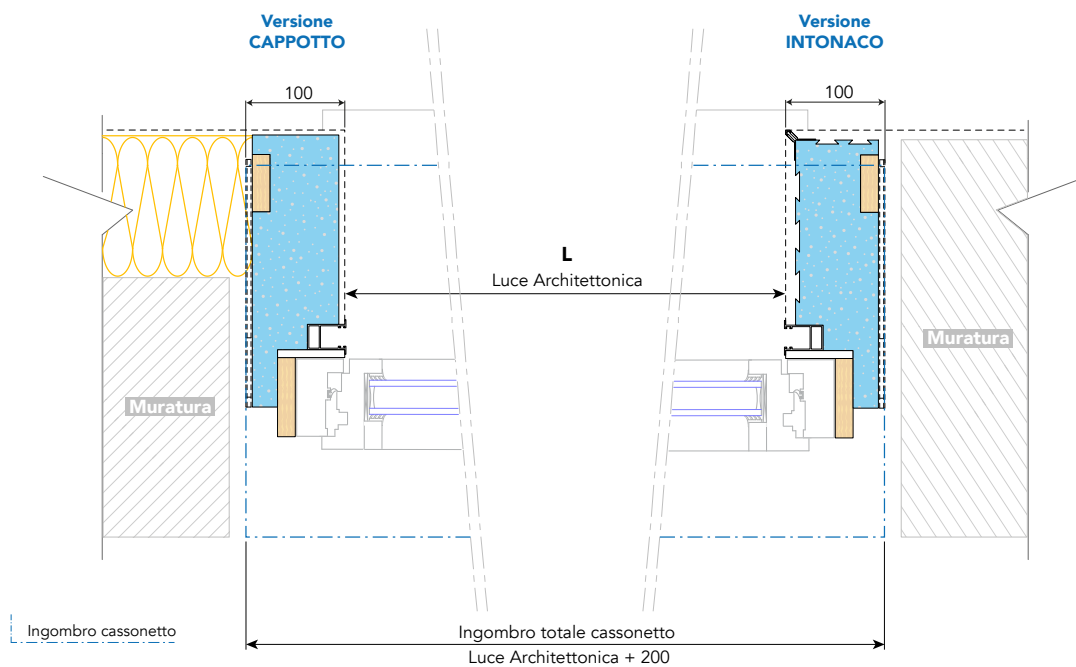 Versione
CAPPOTTO
Versione
INTONACO
100
100
L
Luce Architettonica
Muratura
Muratura
Ingombro cassonetto
Ingombro totale cassonetto
Luce Architettonica + 200